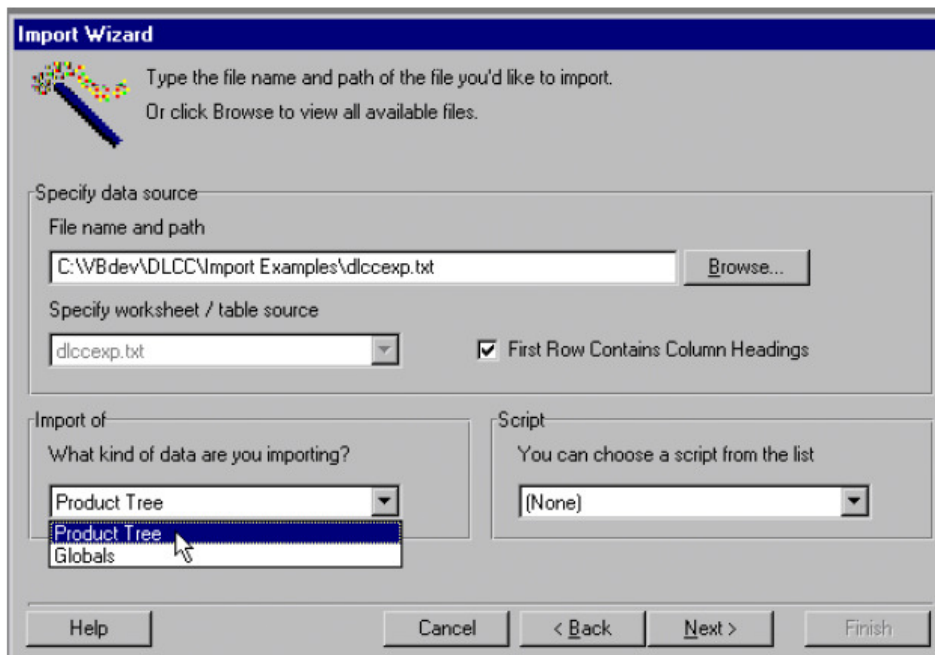 Import Wizard
Type the file name and path of the file you'd like to import.
Or click Browse to view all available files.
Specify data source
File name and path
C:\VBdev\DLCC\Import Examples\dlccexp.txt
Browse...
Specify worksheet / table source
dlccexp.txt
First Row Contains Column Headings
Import of
What kind of data are you importing?
Product Tree
Product Tree
Globals
Script
You can choose a script from the list
(None)
Help
Cancel
< Back
Next >
Finish